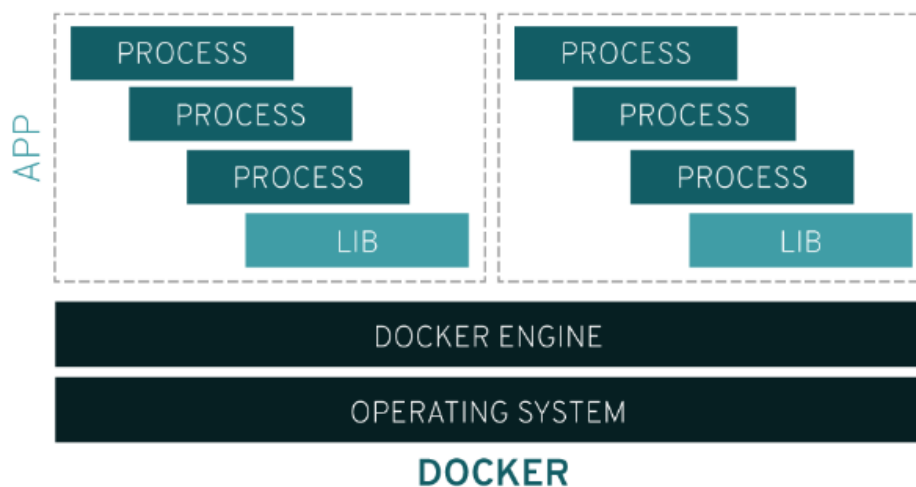 APP
PROCESS
PROCESS
PROCESS
LIB
PROCESS
PROCESS
PROCESS
LIB
DOCKER ENGINE
OPERATING SYSTEM
DOCKER